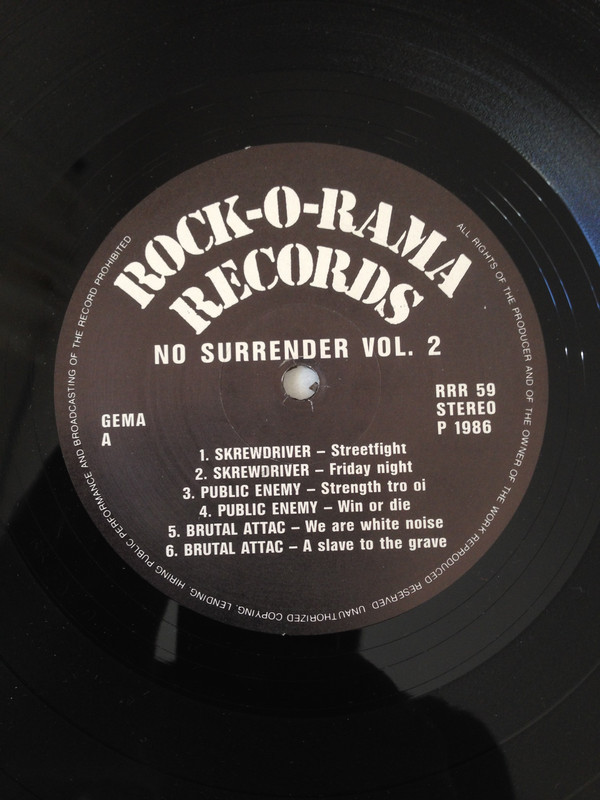 ROCK-O-RAMA
RECORDS
NO SURRENDER VOL. 2
GEMA
A
RRR 59
STEREO
P 1986
1. SKREWDRIVER – Streetfight
2. SKREWDRIVER – Friday night
3. PUBLIC ENEMY – Strength tro oi
4. PUBLIC ENEMY – Win or die
5. BRUTAL ATTAC – We are white noise
6. BRUTAL ATTAC – A slave to the grave
ALL RIGHTS OF THE PRODUCER AND OF THE OWNER OF THE WORK REPRODUCED RESERVED UNAUTHORIZED COPYING, LENDING, HIRING PUBLIC PERFORMANCE AND BROADCASTING OF THE RECORD PROHIBITED